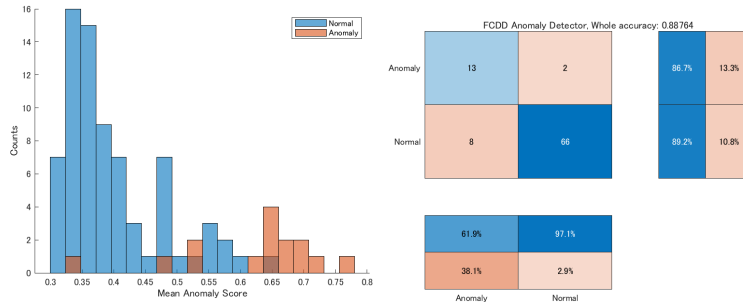 16
14
12
10
8
6
4
2
0
Counts
0.3 0.35 0.4 0.45 0.5 0.55 0.6 0.65 0.7 0.75 0.8
Mean Anomaly Score
Normal
Anomaly
FCDD Anomaly Detector, Whole accuracy: 0.88764
Anomaly 13 2 86.7% 13.3%
Normal 8 66 89.2% 10.8%
61.9% 97.1%
38.1% 2.9%
Anomaly Normal